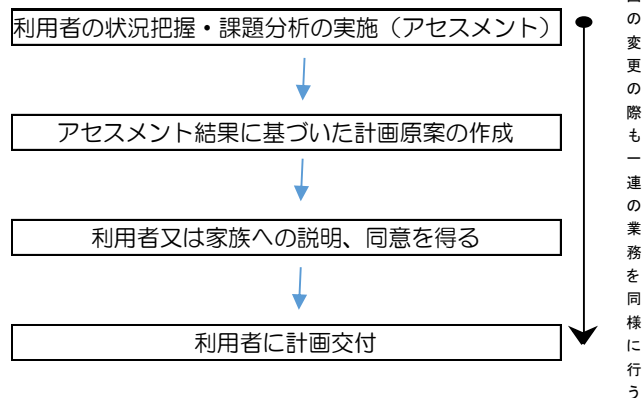 利用者の状況把握・課題分析の実施（アセスメント）
アセスメント結果に基づいた計画原案の作成
利用者又は家族への説明、同意を得る
利用者に計画交付
の変更の際も一連の業務を同様に行う